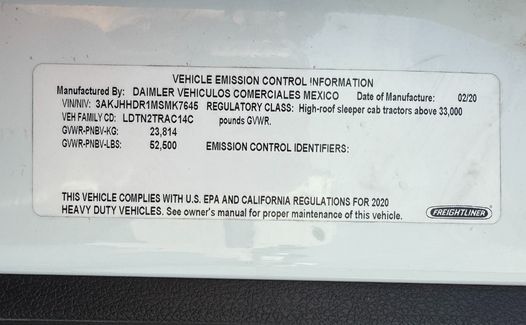 VEHICLE EMISSION CONTROL INFORMATION
Manufactured By: DAIMLER VEHICULOS COMERCIALES MEXICO Date of Manufacture: 02/20
VIN/NIV: 3AKJHHDR1MSMK7645 REGULATORY CLASS: High-roof sleeper cab tractors above 33,000
VEH FAMILY CD: LDTN2TRAC14C pounds GVWR.
GVWR-PNBV-KG: 23,814
GVWR-PNBV-LBS: 52,500 EMISSION CONTROL IDENTIFIERS:
THIS VEHICLE COMPLIES WITH U.S. EPA AND CALIFORNIA REGULATIONS FOR 2020
HEAVY DUTY VEHICLES. See owner's manual for proper maintenance of this vehicle.
FREIGHTLINER